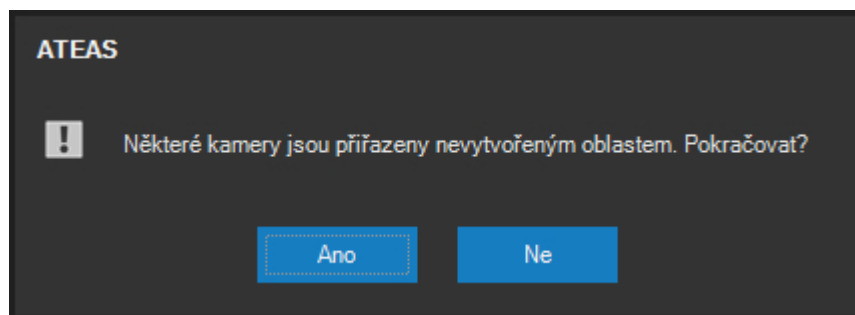 ATEAS
Některé kamery jsou přiřazeny nevytvořeným oblastem. Pokračovat?
Ano
Ne